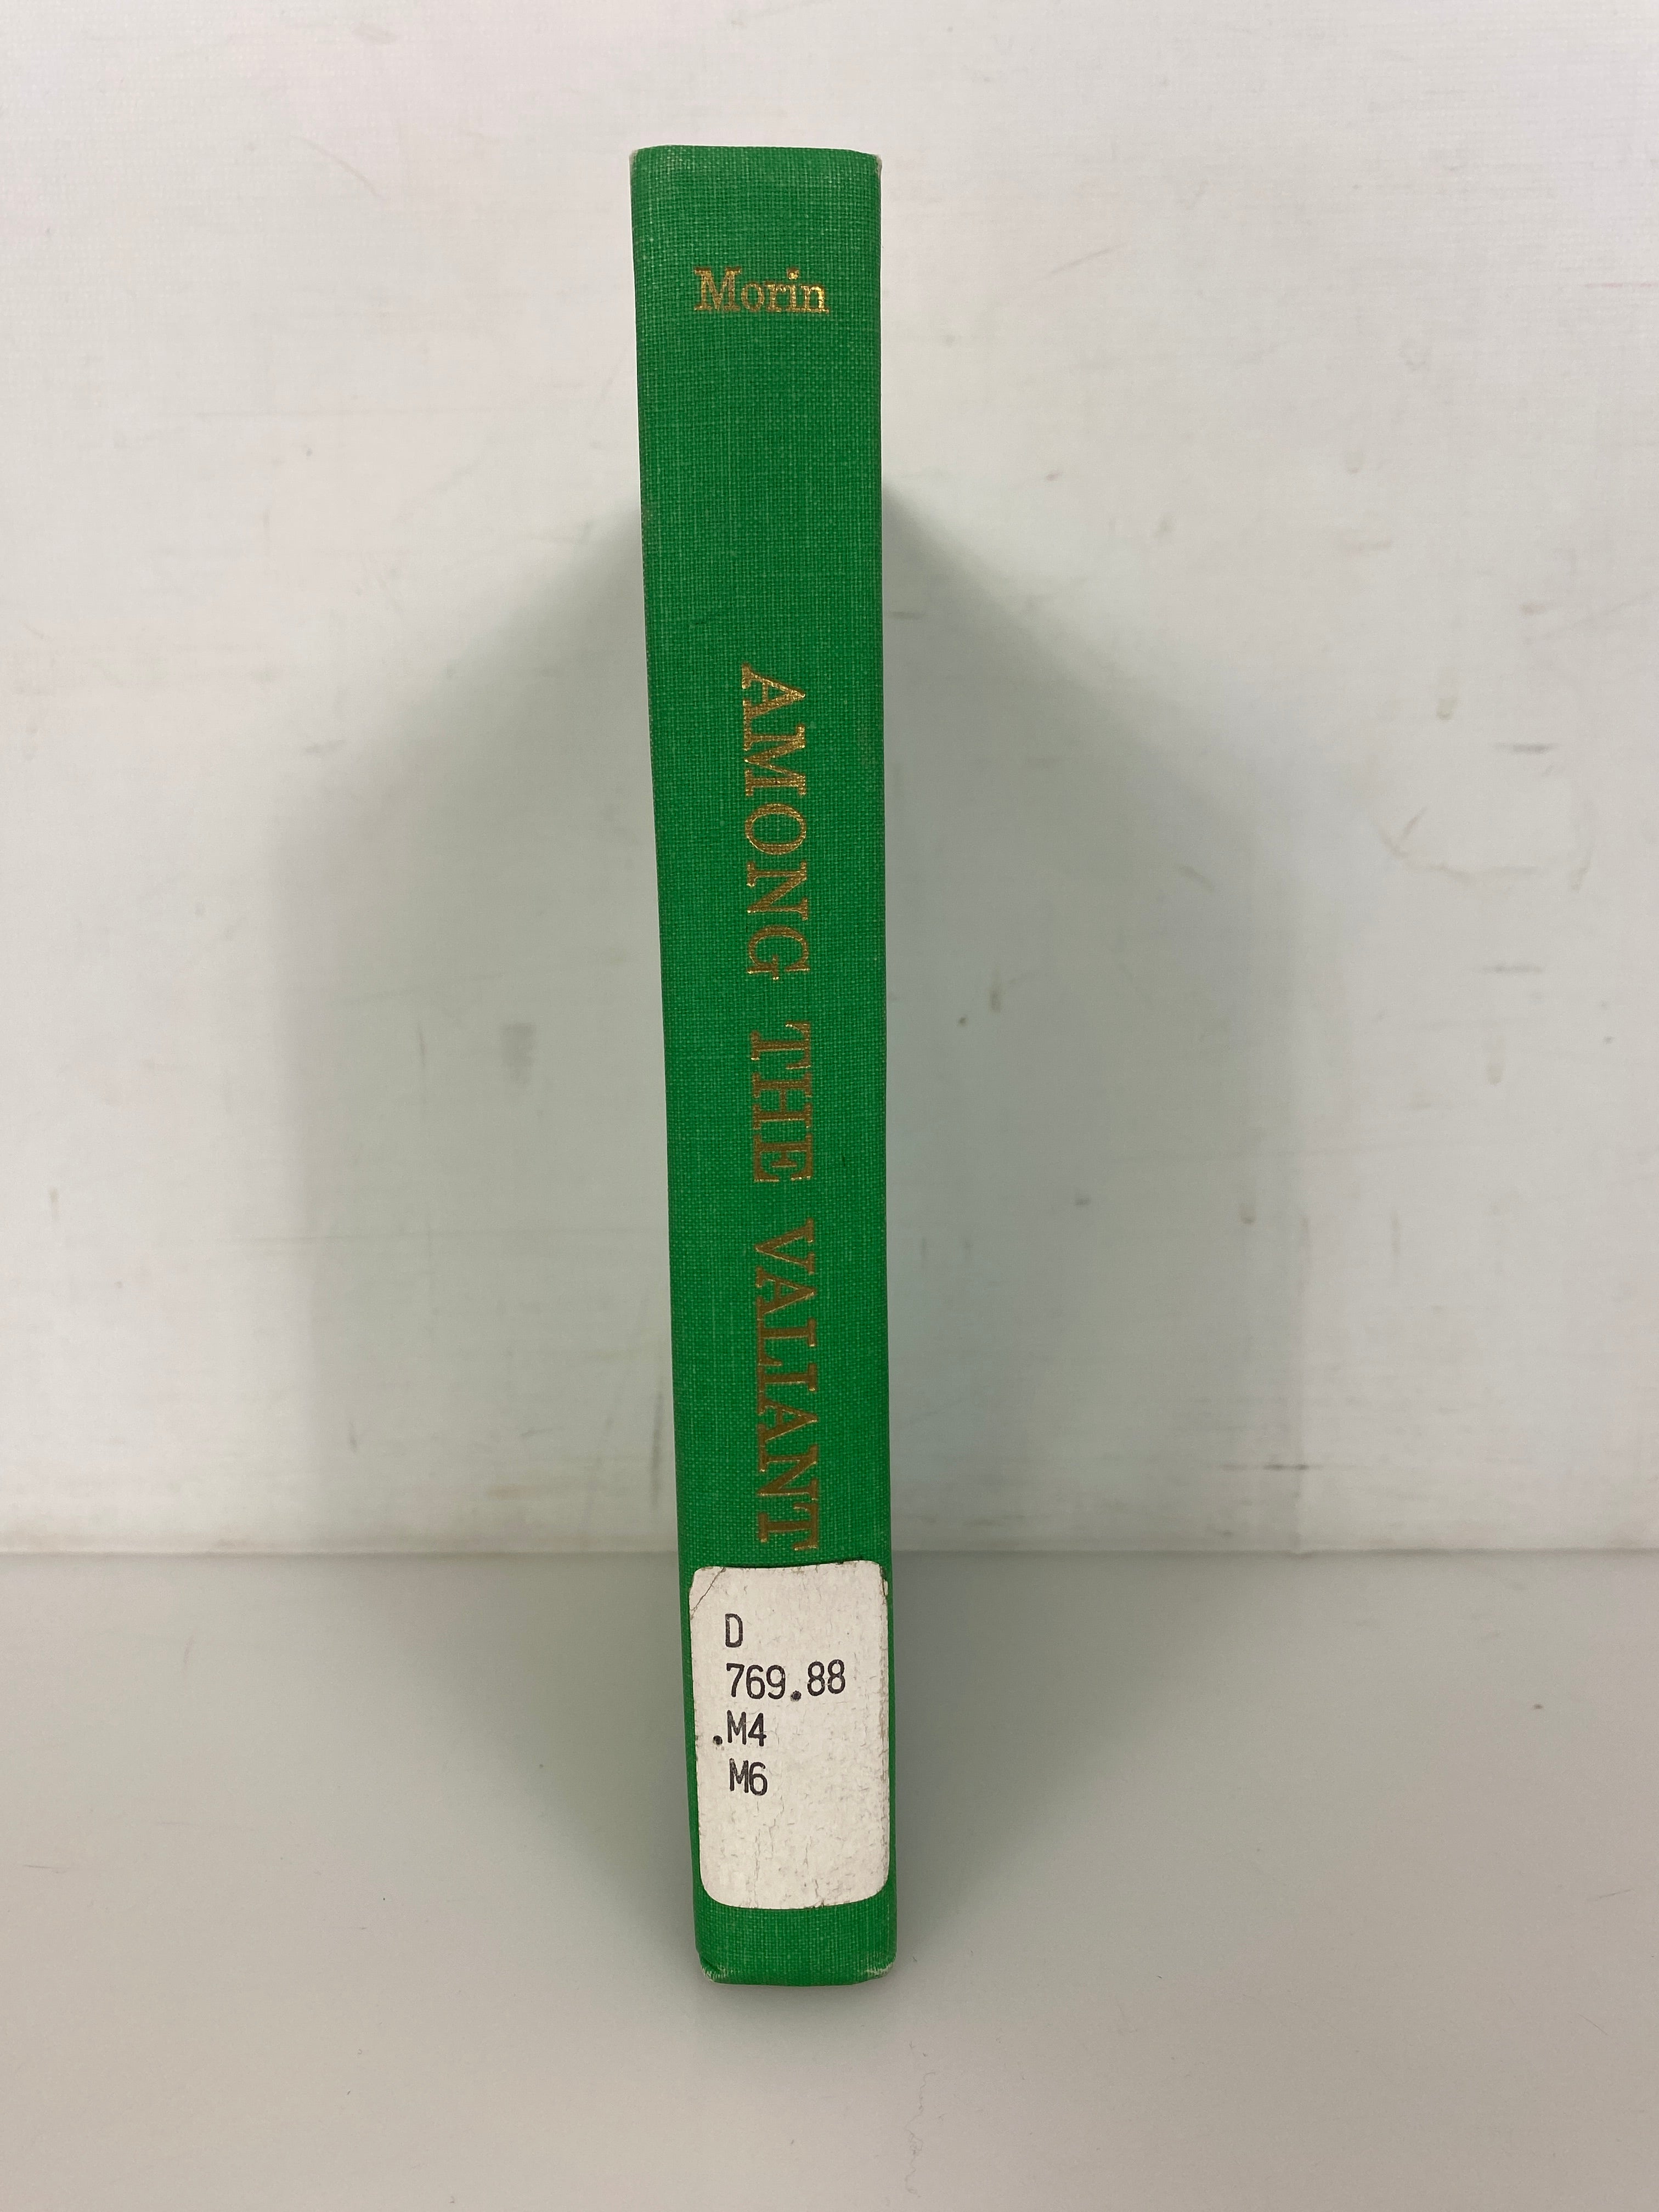 Morin
AMONG THE VALIANT
D
769.88
.M4
M6